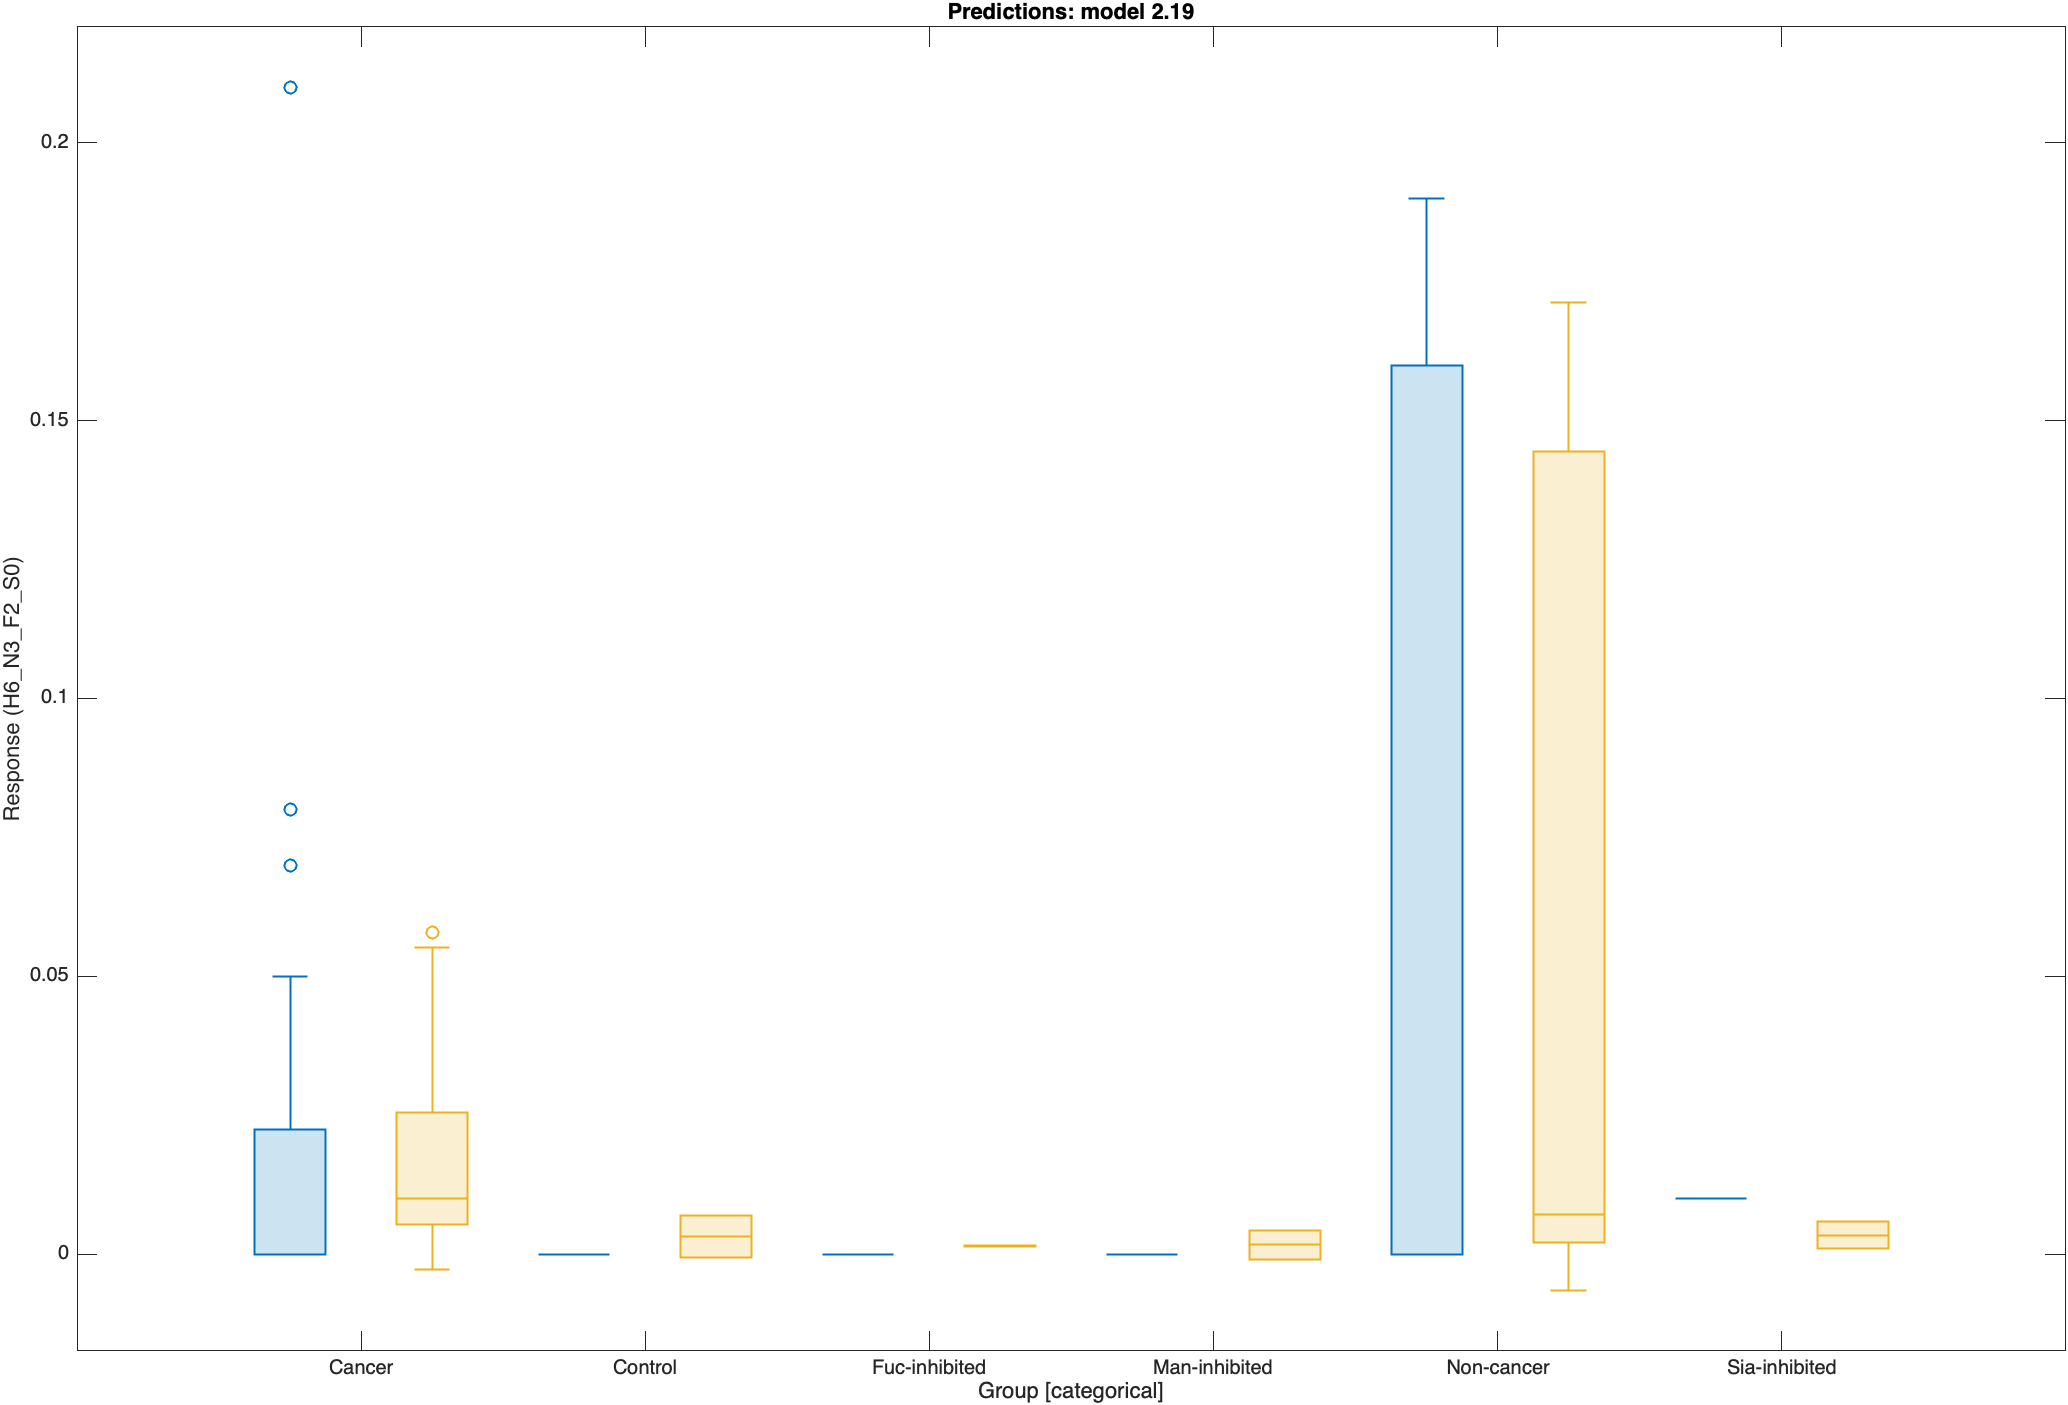 Predictions: model 2.19
0.2
0.15
0.1
0.05
0
Response (H6_N3_F2_S0)
Cancer Control Fuc-inhibited Man-inhibited Non-cancer Sia-inhibited
Group [categorical]